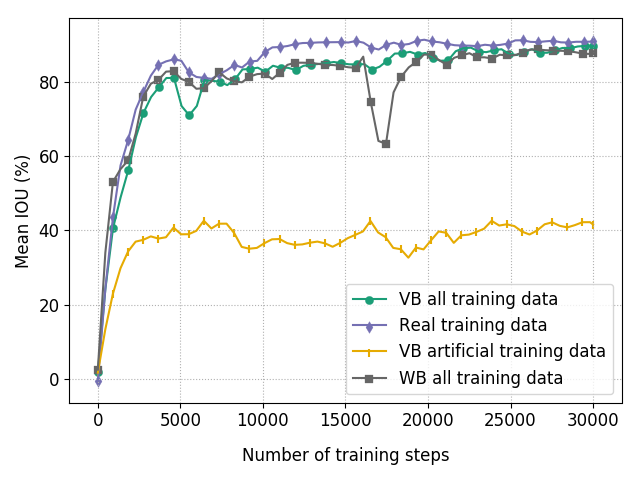 Mean IOU (%)
80
60
40
20
0
0 5000 10000 15000 20000 25000 30000
Number of training steps
VB all training data
Real training data
VB artificial training data
WB all training data